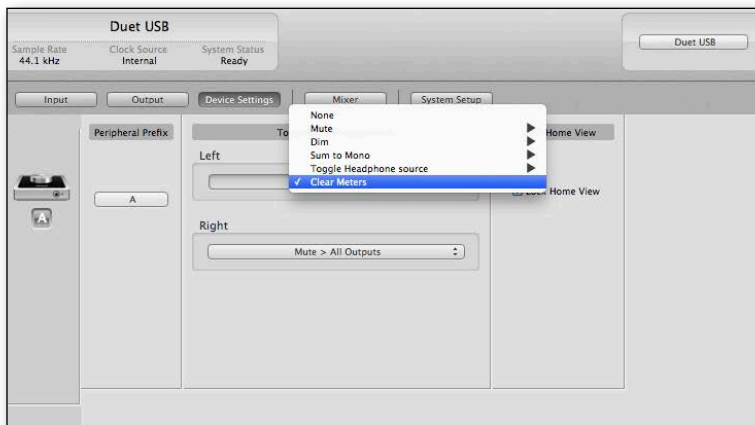 Duet USB
Sample Rate
44.1 kHz
Clock Source
Internal
System Status
Ready
Duet USB
Input
Output
Device Settings
Mixer
System Setup
Peripheral Prefix
A
A
Left
None
Mute
Dim
Sum to Mono
Toggle Headphone source
✓ Clear Meters
Right
Mute > All Outputs
Home View
Home View